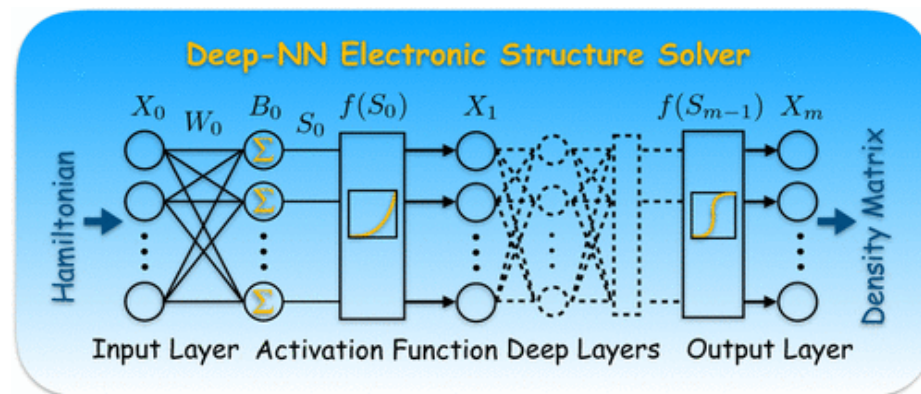 Deep-NN Electronic Structure Solver
X₀ W₀ B₀ S₀ f(S₀) X₁ f(Sₘ₋₁) Xₘ
Hamiltonian
Σ
Σ
Σ
Density Matrix
Input Layer Activation Function Deep Layers Output Layer